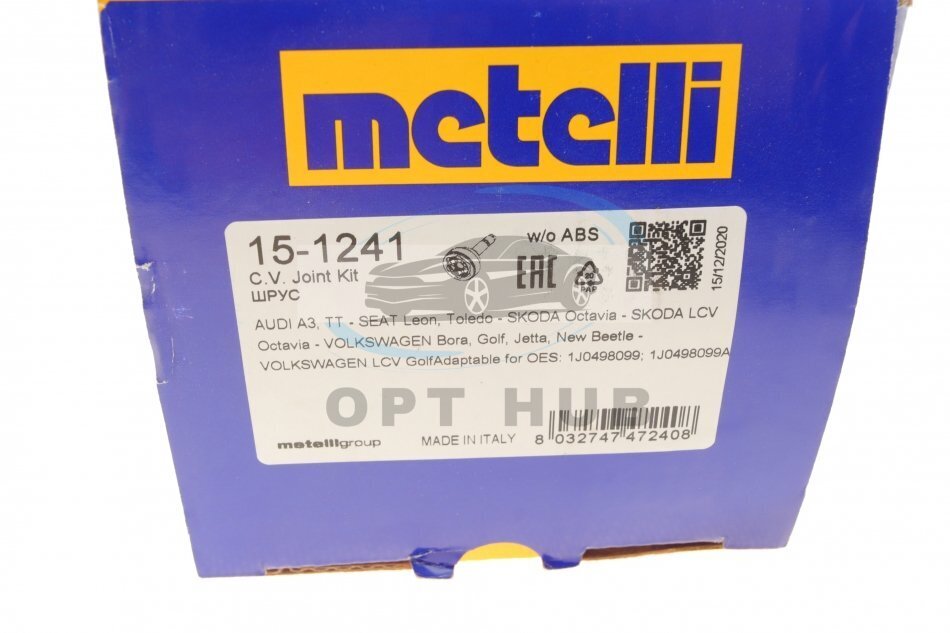 metelli
15-1241
w/o ABS
C.V. Joint Kit
ШРУС
EAC
20
PAP
15/12/2020
AUDI A3, TT - SEAT Leon, Toledo - SKODA Octavia - SKODA LCV
Octavia - VOLKSWAGEN Bora, Golf, Jetta, New Beetle -
VOLKSWAGEN LCV GolfAdaptable for OES: 1J0498099; 1J0498099A
OPT HUB
metelligroup
MADE IN ITALY
8 032747 472408